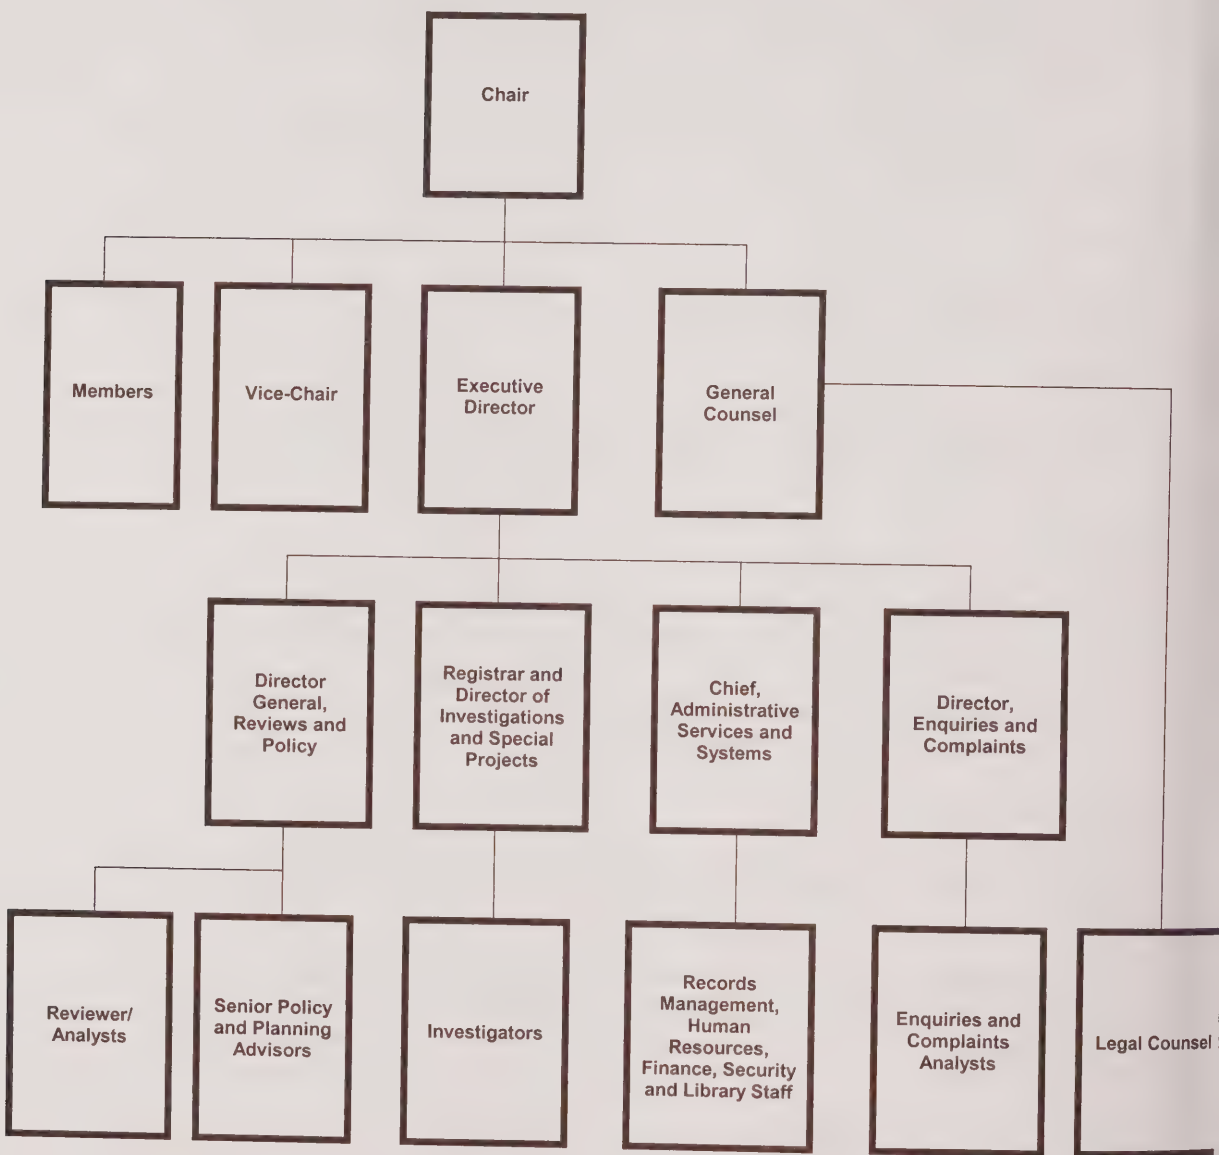 Chair
Members
Vice-Chair
Executive
Director
General
Counsel
Director
General,
Reviews and
Policy
Registrar and
Director of
Investigations
and Special
Projects
Chief,
Administrative
Services and
Systems
Director,
Enquiries and
Complaints
Reviewer/
Analysts
Senior Policy
and Planning
Advisors
Investigators
Records
Management,
Human
Resources,
Finance, Security
and Library Staff
Enquiries and
Complaints
Analysts
Legal Counsel